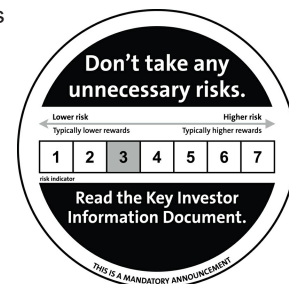 s
Don't take any
unnecessary risks.
Lower risk Higher risk
Typically lower rewards Typically higher rewards
1 2 3 4 5 6 7
risk indicator
Read the Key Investor
Information Document.
THIS IS A MANDATORY ANNOUNCEMENT